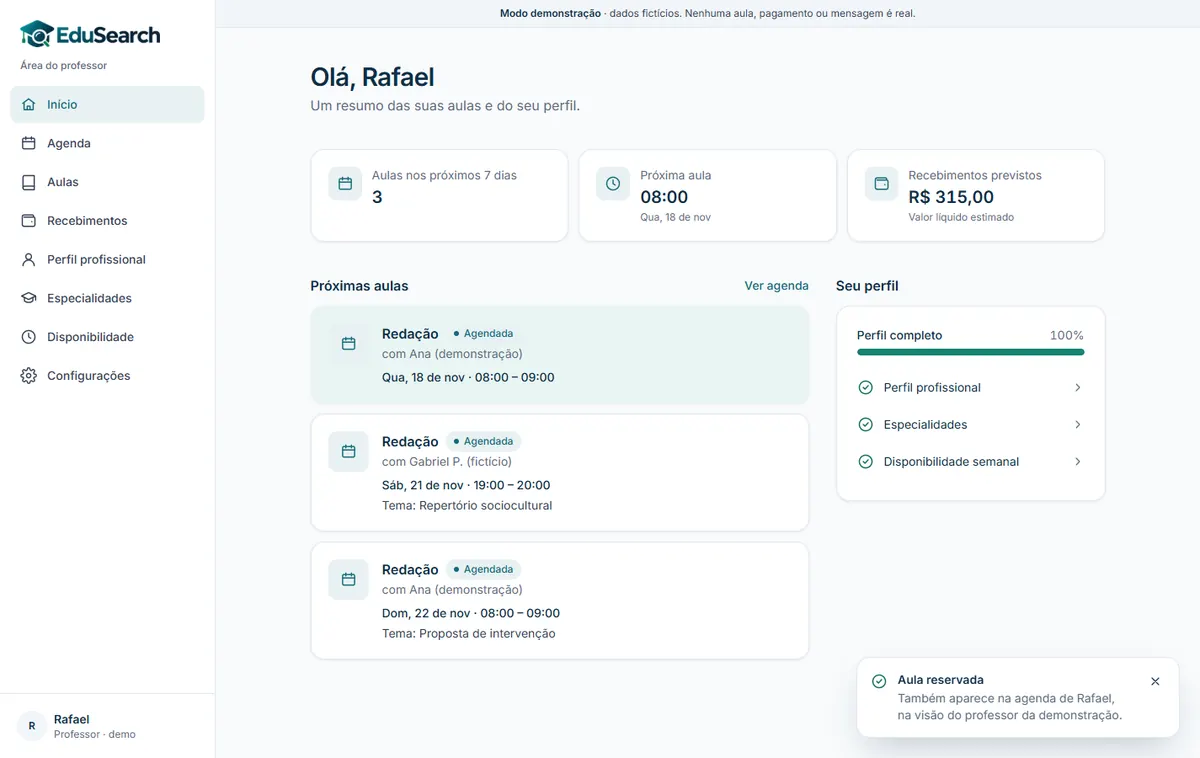 Modo demonstração · dados fictícios. Nenhuma aula, pagamento ou mensagem é real.
EduSearch
Área do professor
Início
Agenda
Aulas
Recebimentos
Perfil profissional
Especialidades
Disponibilidade
Configurações
R
Rafael
Professor · demo
Olá, Rafael
Um resumo das suas aulas e do seu perfil.
Aulas nos próximos 7 dias
3
Próxima aula
08:00
Qua, 18 de nov
Recebimentos previstos
R$ 315,00
Valor líquido estimado
Próximas aulas
Ver agenda
Redação • Agendada
com Ana (demonstração)
Qua, 18 de nov · 08:00 – 09:00
Redação • Agendada
com Gabriel P. (fictício)
Sáb, 21 de nov · 19:00 – 20:00
Tema: Repertório sociocultural
Redação • Agendada
com Ana (demonstração)
Dom, 22 de nov · 08:00 – 09:00
Tema: Proposta de intervenção
Seu perfil
Perfil completo 100%
Perfil profissional
Especialidades
Disponibilidade semanal
Aula reservada
Também aparece na agenda de Rafael,
na visão do professor da demonstração.